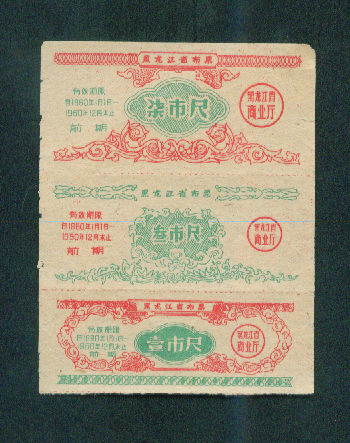 黑龙江省布票
有效期限
自1960年1月1日—
1960年12月末止
前期
柒市尺
黑龙江省
商业厅
黑龙江省布票
有效期限
自1960年1月1日—
1960年12月末止
前期
叁市尺
黑龙江省
商业厅
黑龙江省布票
有效期限
自1960年1月1日—
1960年12月末止
前期
壹市尺
黑龙江省
商业厅